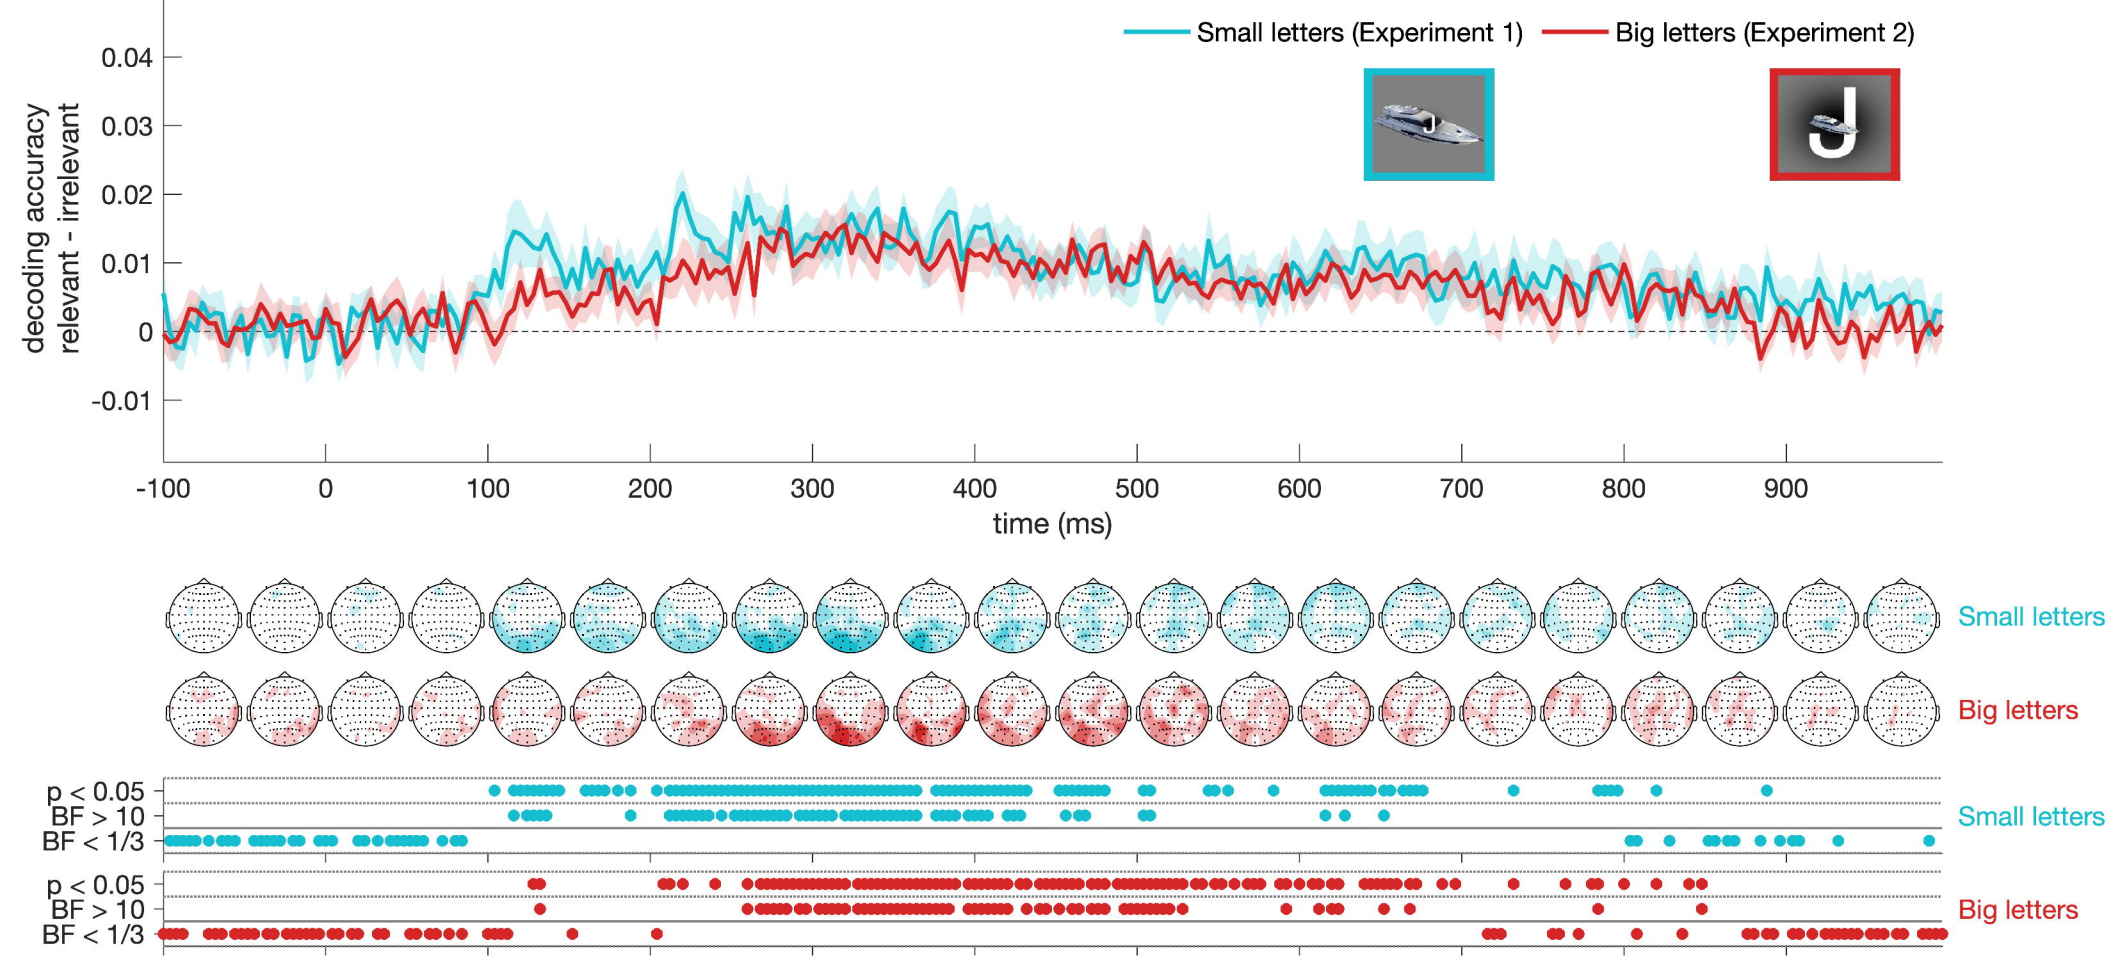 Small letters (Experiment 1)
Big letters (Experiment 2)
J
J
decoding accuracy
relevant - irrelevant
0.04
0.03
0.02
0.01
0
-0.01
-100 0 100 200 300 400 500 600 700 800 900
time (ms)
Small letters
Big letters
p < 0.05
BF > 10
BF < 1/3
Small letters
p < 0.05
BF > 10
BF < 1/3
Big letters